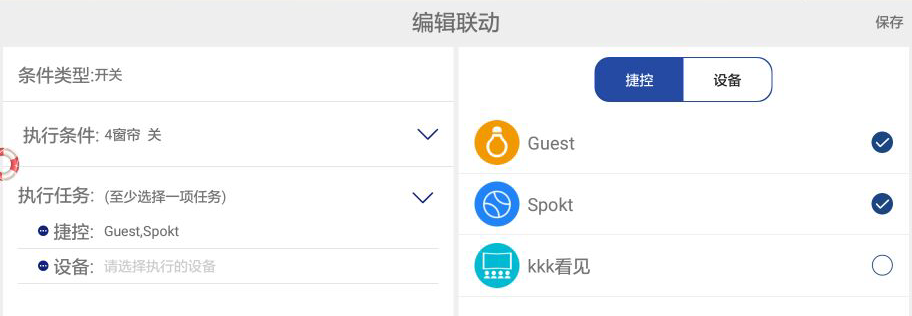 编辑联动
保存
条件类型:开关
执行条件: 4窗帘 关
执行任务: (至少选择一项任务)
捷控: Guest,Spokt
设备: 请选择执行的设备
捷控 设备
Guest
Spokt
kkk看见